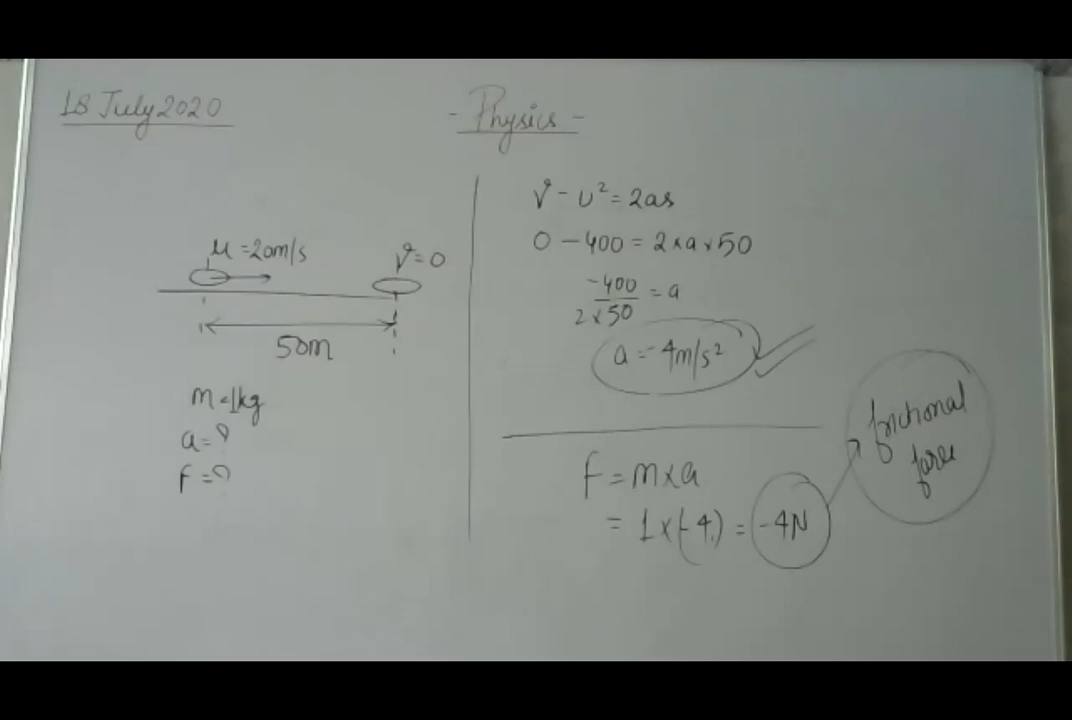 18 July 2020
- Physics -
u = 20m/s
v = 0
50m
m = 1kg
a = ?
F = ?
v - u² = 2as
0 - 400 = 2 × a × 50
-400 / 2 × 50 = a
a = -4m/s²
F = m × a
= 1 × (-4) = -4N
frictional
force